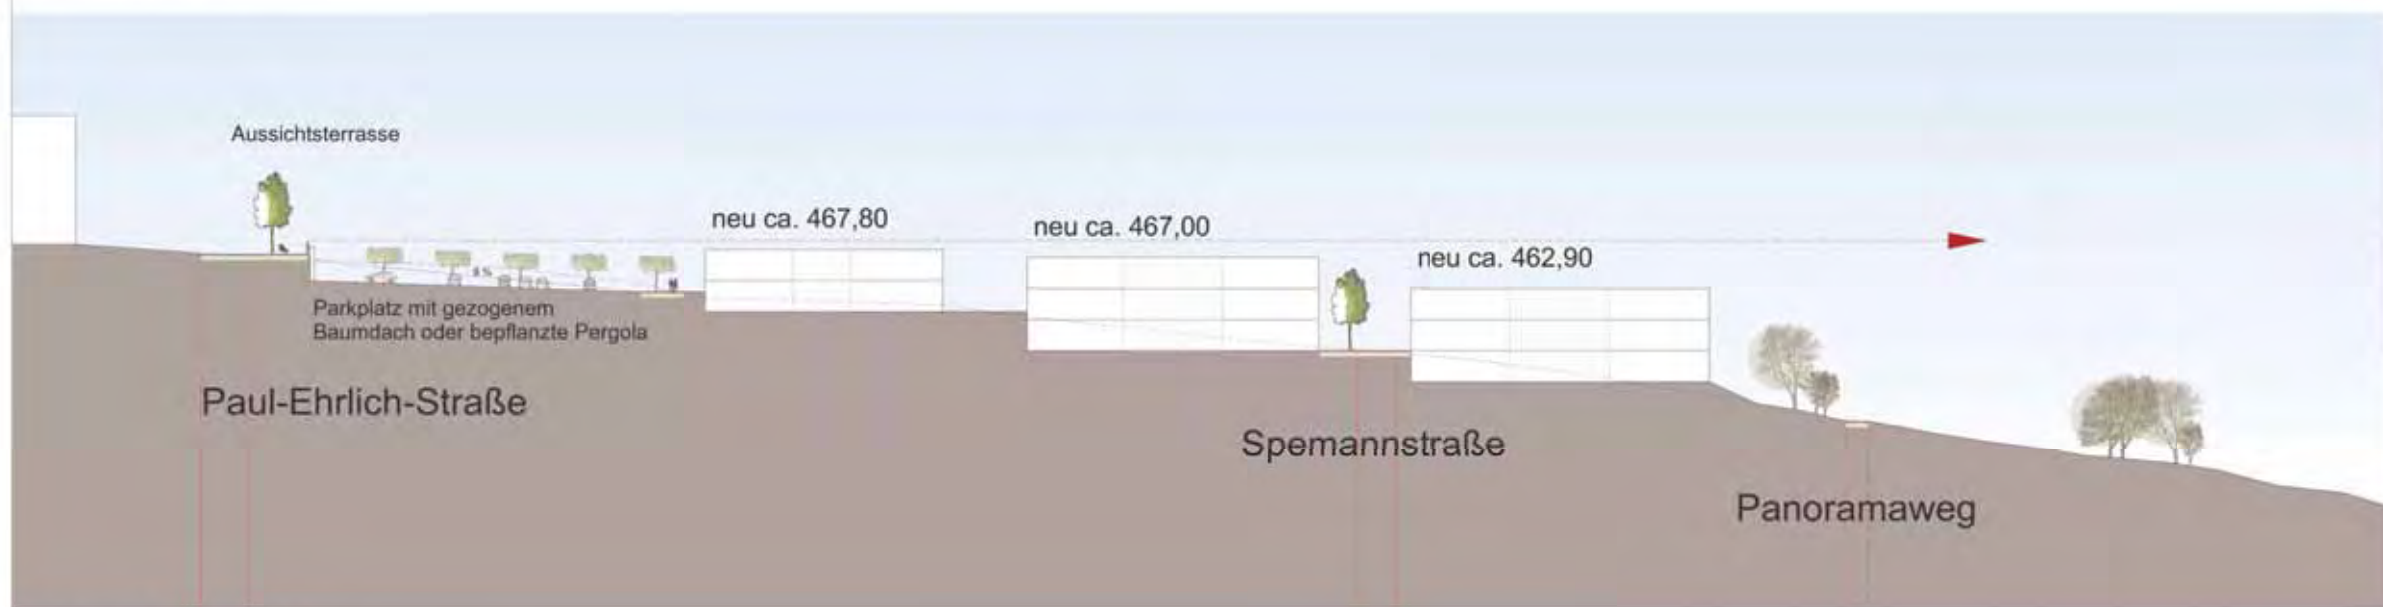 Aussichtsterrasse
neu ca. 467,80
neu ca. 467,00
neu ca. 462,90
8 %
Parkplatz mit gezogenem
Baumdach oder bepflanzte Pergola
Paul-Ehrlich-Straße
Spemannstraße
Panoramaweg